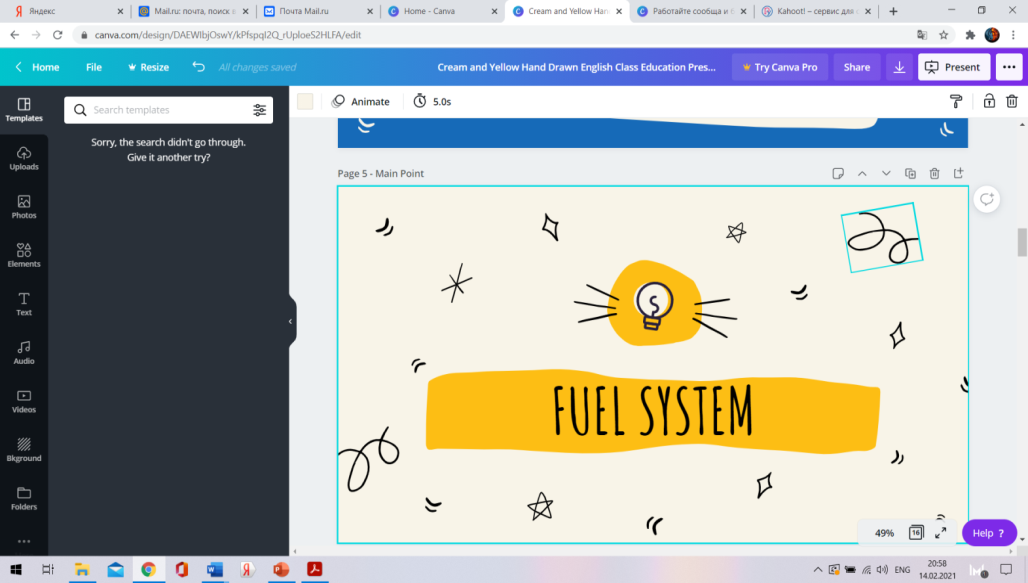 Яндекс
Mail.ru: почта, поиск в
Почта Mail.ru
Home - Canva
Cream and Yellow Han
Работайте сообща и б
Kahoot! – сервис для
canva.com/design/DAEWIbjOswY/kPfspqI2Q_rUploeS2HLFA/edit
Home
File
Resize
All changes saved
Cream and Yellow Hand Drawn English Class Education Pres...
Try Canva Pro
Share
Present
Templates
Search templates
Animate
5.0s
Sorry, the search didn't go through.
Give it another try?
Uploads
Photos
Elements
Text
Audio
Videos
Bkground
Folders
Page 5 - Main Point
FUEL SYSTEM
49%
16
Help ?
ENG
20:58
14.02.2021